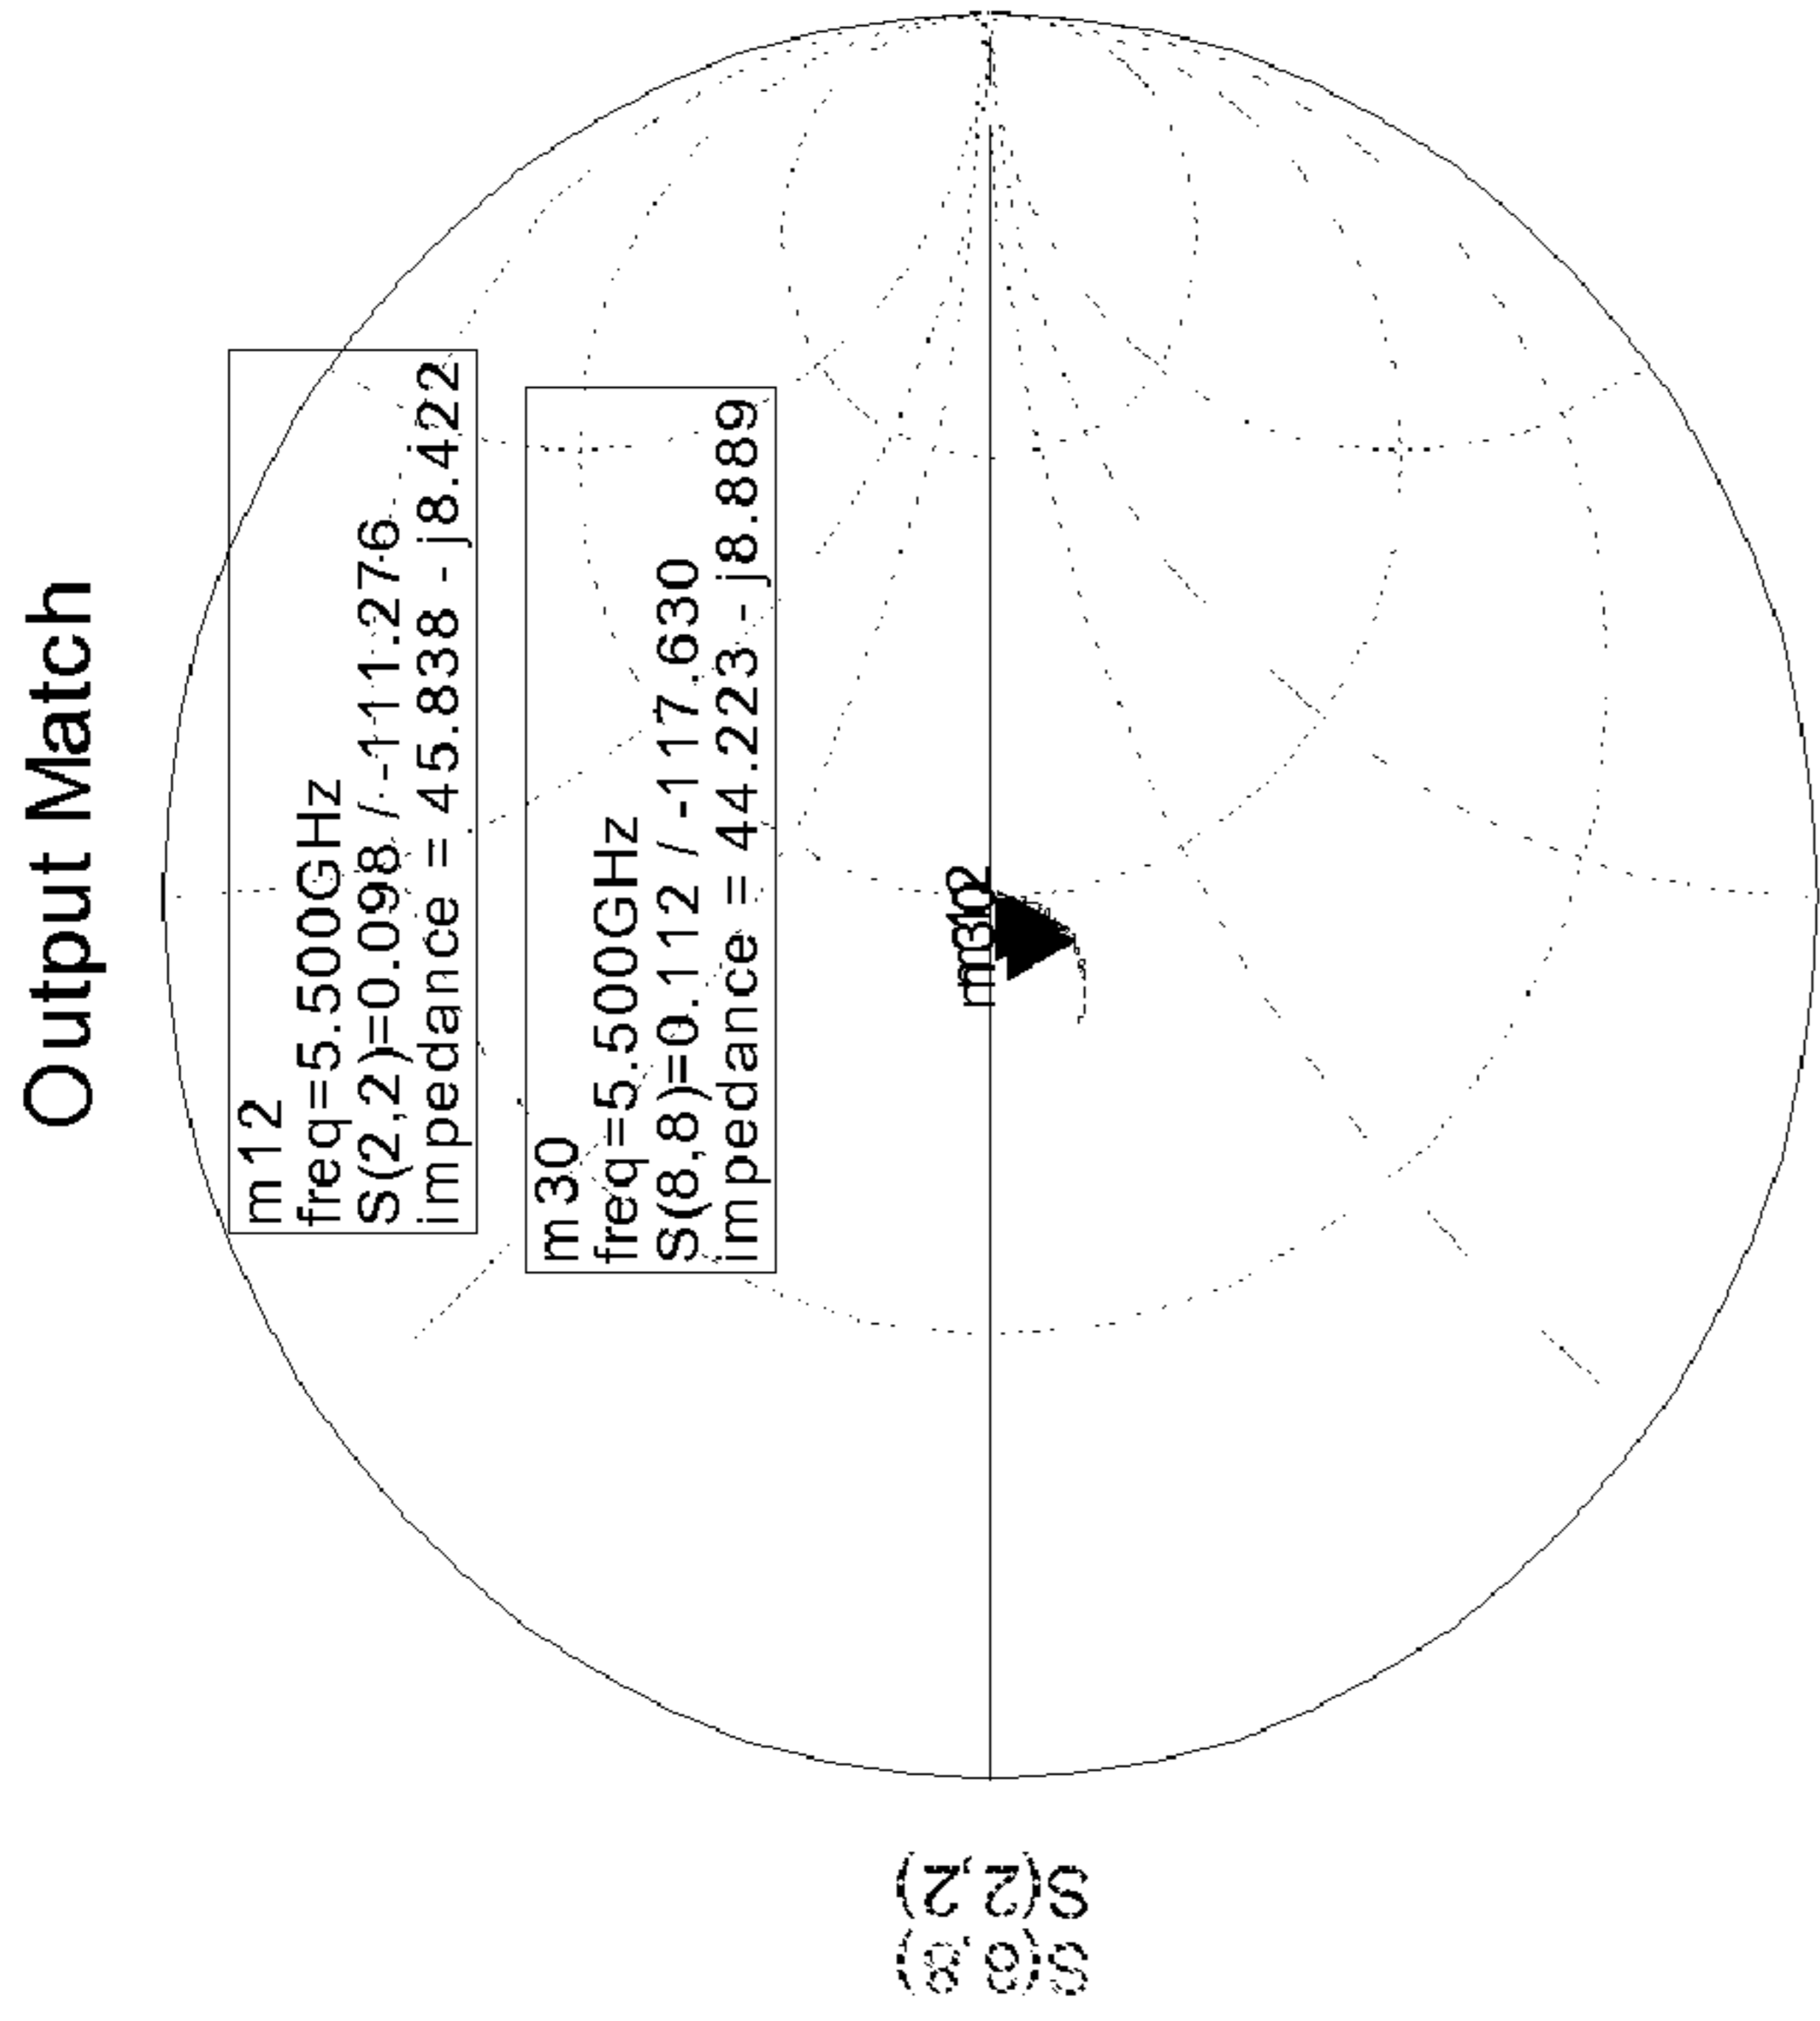 Output Match
m12
freq=5.500GHz
S(2,2)=0.098 / -111.276
impedance = 45.838 - j8.422
m30
freq=5.500GHz
S(8,8)=0.112 / -117.630
impedance = 44.223 - j8.889
S(8,8)
S(2,2)